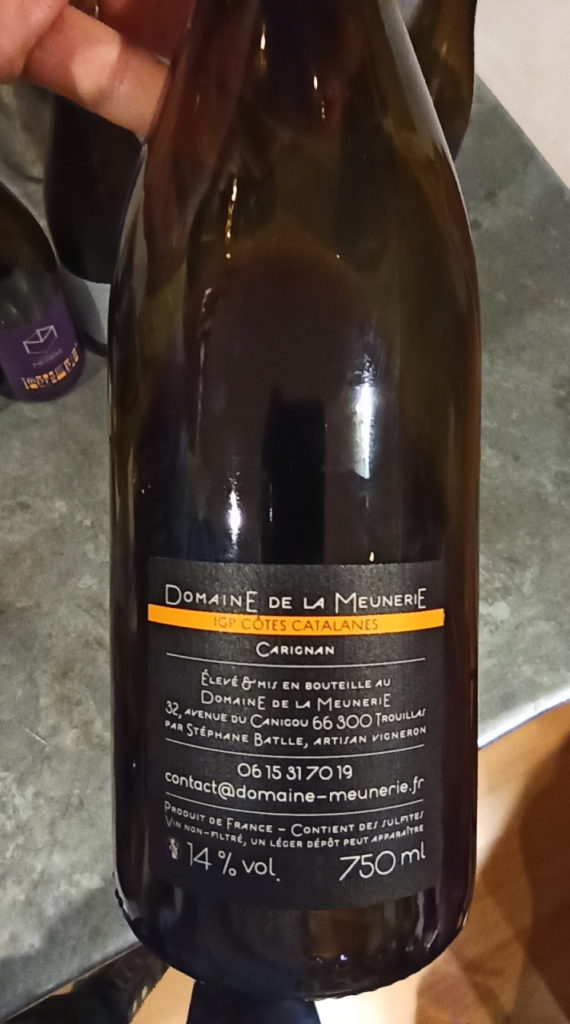 DOMAINE DE LA MEUNERIE
IGP CÔTES CATALANES
CARIGNAN
ÉLEVÉ & MIS EN BOUTEILLE AU
DOMAINE DE LA MEUNERIE
32, AVENUE DU CANIGOU 66 300 TROUILLAS
PAR STÉPHANE BATLLE, ARTISAN VIGNERON
06 15 31 70 19
contact@domaine-meunerie.fr
PRODUIT DE FRANCE - CONTIENT DES SULFITES
VIN NON-FILTRÉ, UN LÉGER DÉPÔT PEUT APPARAÎTRE
14 % vol. 750 ml